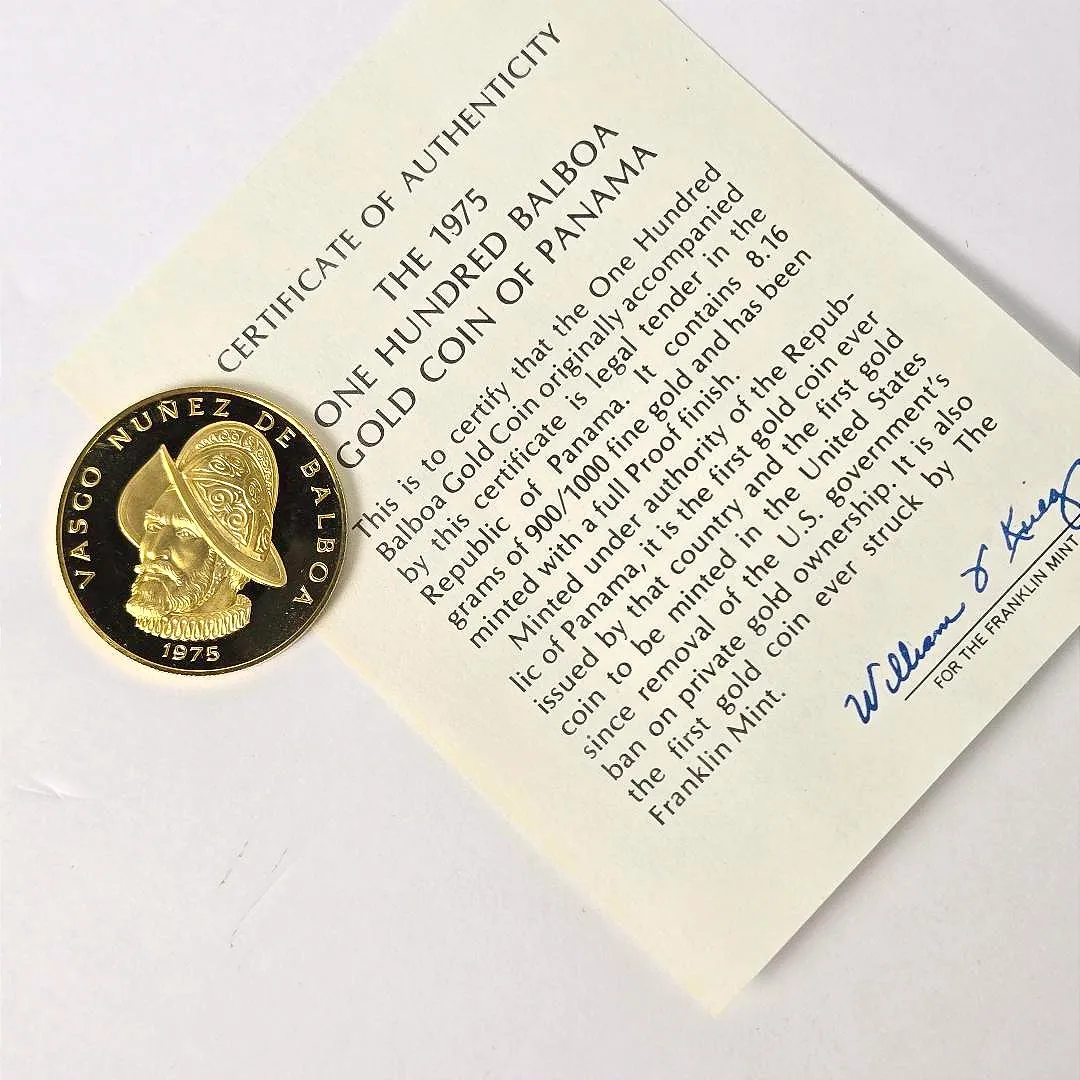 CERTIFICATE OF AUTHENTICITY
THE 1975
ONE HUNDRED BALBOA
GOLD COIN OF PANAMA
This is to certify that the One Hundred
Balboa Gold Coin originally accompanied
by this certificate is legal tender in the
Republic of Panama. It contains 8.16
grams of 900/1000 fine gold and has been
minted with a full Proof finish.
Minted under authority of the Repub-
lic of Panama, it is the first gold coin ever
issued by that country and the first gold
coin to be minted in the United States
since removal of the U.S. government's
ban on private gold ownership. It is also
the first gold coin ever struck by The
Franklin Mint.
William
FOR THE FRANKLIN MINT
VASCO NUÑEZ DE BALBOA
1975